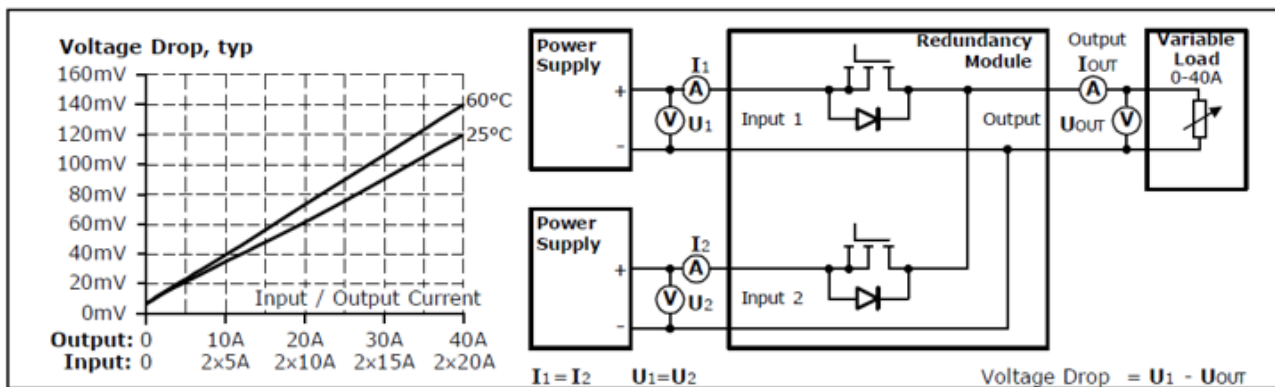 Voltage Drop, typ
160mV
140mV
120mV
100mV
80mV
60mV
40mV
20mV
0mV
60ºC
25ºC
Input / Output Current
Output: 0 10A 20A 30A 40A
Input: 0 2x5A 2x10A 2x15A 2x20A
Power
Supply
+
-
I1
A
V
U1
Input 1
Redundancy
Module
Output
Output
IOUT
A
UOUT
V
Variable
Load
0-40A
Power
Supply
+
-
I2
A
V
U2
Input 2
I1=I2 U1=U2
Voltage Drop = U1 - UOUT